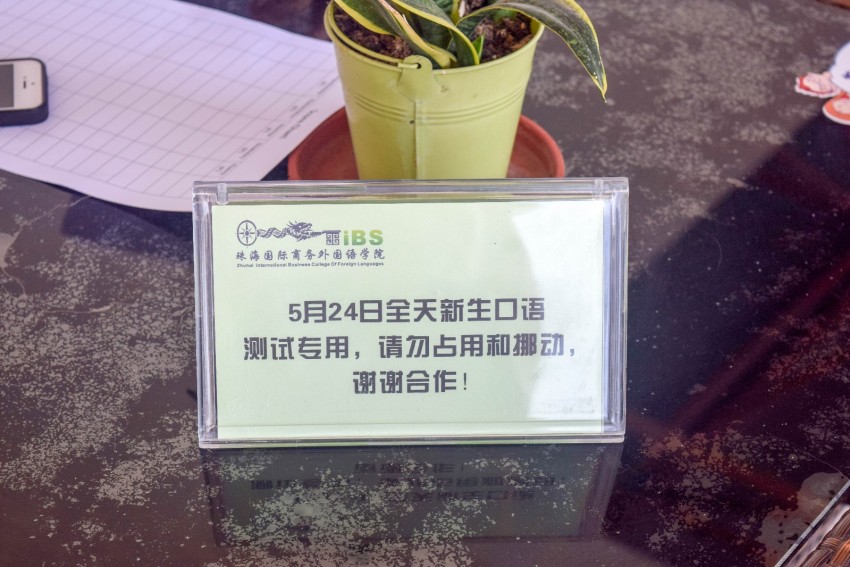 iBS
珠海国际商务外国语学院
Zhuhai International Business College Of Foreign Languages
5月24日全天新生口语
测试专用，请勿占用和挪动，
谢谢合作！